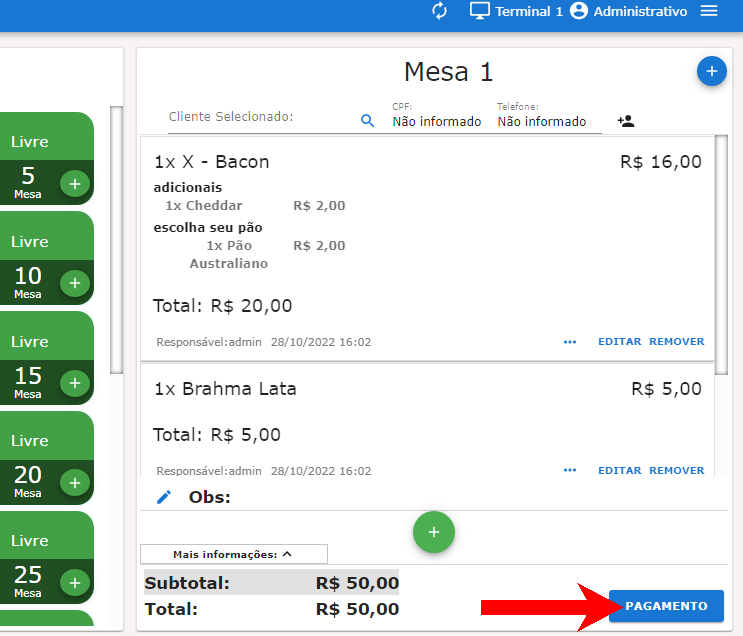 Terminal 1 Administrativo
Livre
5
Mesa
Livre
10
Mesa
Livre
15
Mesa
Livre
20
Mesa
Livre
25
Mesa
Mesa 1
Cliente Selecionado:
CPF:
Não informado
Telefone:
Não informado
1x X - Bacon R$ 16,00
adicionais
1x Cheddar R$ 2,00
escolha seu pão
1x Pão R$ 2,00
Australiano
Total: R$ 20,00
Responsável:admin 28/10/2022 16:02 EDITAR REMOVER
1x Brahma Lata R$ 5,00
Total: R$ 5,00
Responsável:admin 28/10/2022 16:02 EDITAR REMOVER
Obs:
Mais informações:
Subtotal: R$ 50,00
Total: R$ 50,00
PAGAMENTO